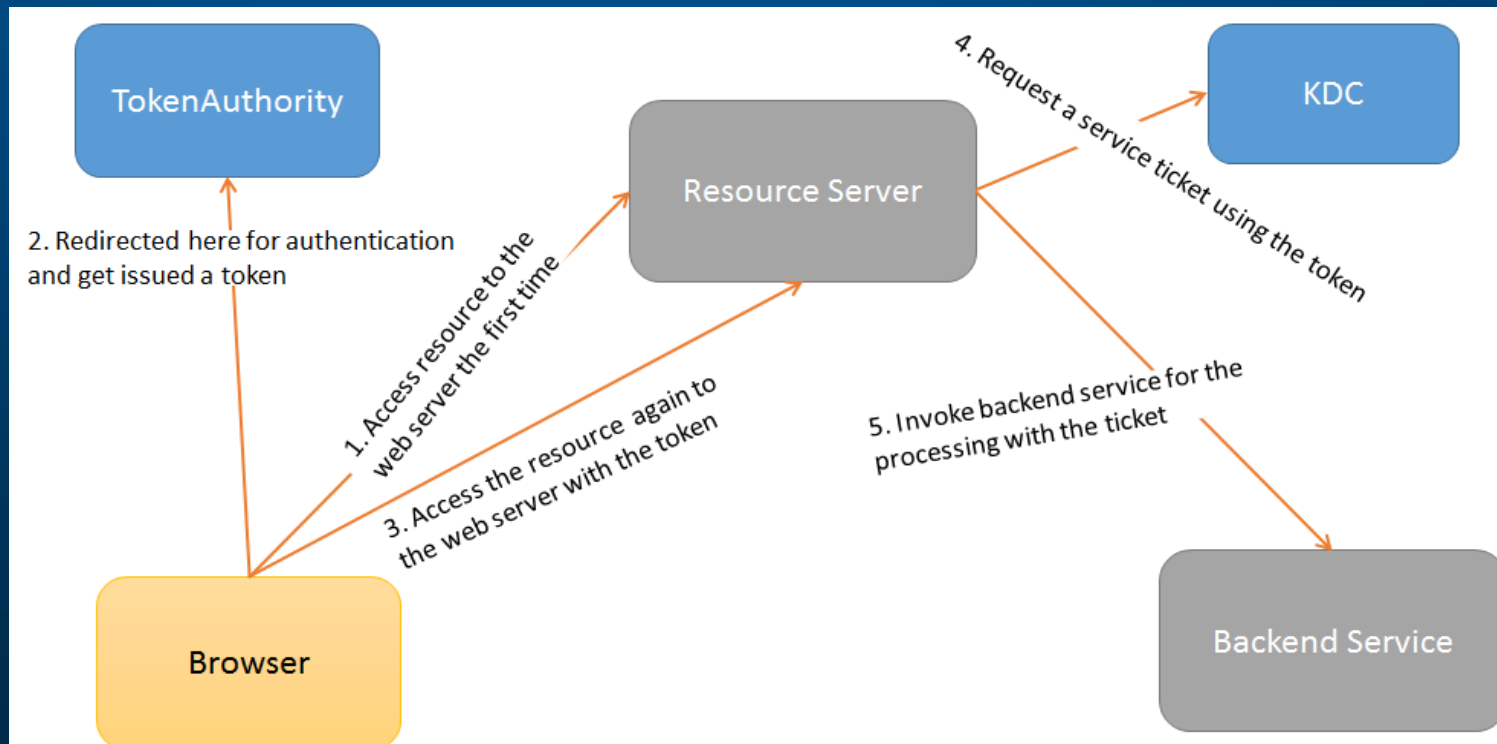 TokenAuthority
4. Request a service ticket using the token
KDC
Resource Server
2. Redirected here for authentication
and get issued a token
1. Access resource to the
web server the first time
3. Access the resource again to
the web server with the token
5. Invoke backend service for the
processing with the ticket
Browser
Backend Service